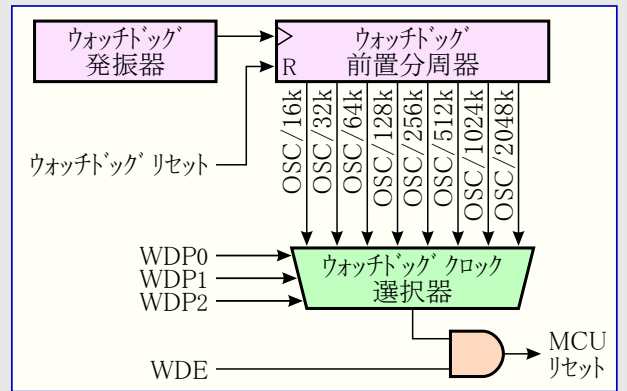 ウォッチドッグ
発振器
ウォッチドッグ
前置分周器
R
OSC/16k
OSC/32k
OSC/64k
OSC/128k
OSC/256k
OSC/512k
OSC/1024k
OSC/2048k
ウォッチドッグ リセット
WDP0
WDP1
WDP2
ウォッチドッグ クロック
選択器
WDE
MCU
リセット